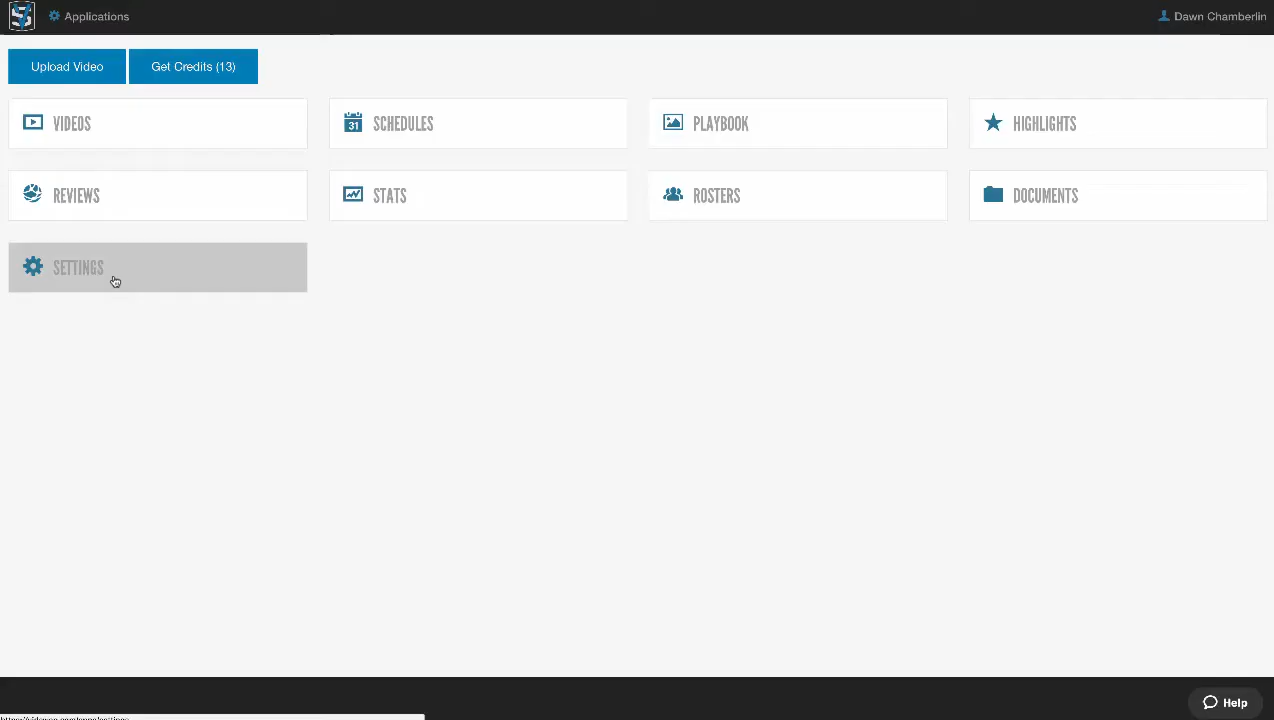 Applications
Dawn Chamberlin
Upload Video
Get Credits (13)
VIDEOS
SCHEDULES
31
PLAYBOOK
HIGHLIGHTS
REVIEWS
STATS
ROSTERS
DOCUMENTS
SETTINGS
Help